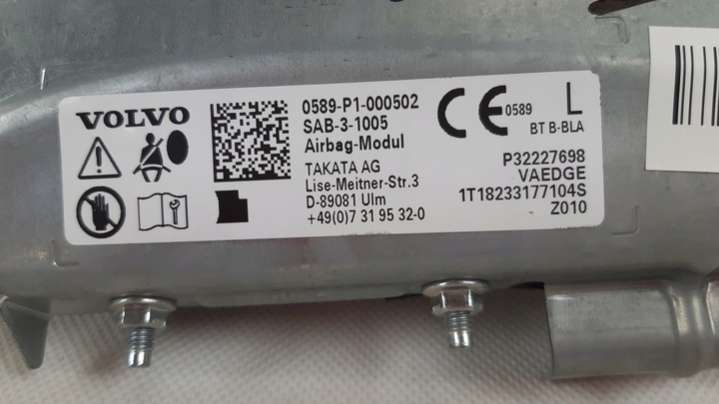 VOLVO
0589-P1-000502
SAB-3-1005
Airbag-Modul
TAKATA AG
Lise-Meitner-Str.3
D-89081 Ulm
+49(0)7 31 95 32-0
CE 0589
L
BT B-BLA
P32227698
VAEDGE
1T18233177104S
Z010